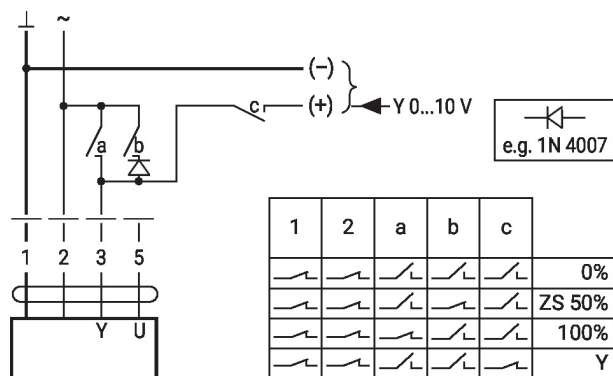 ⊥ ~
(–)
c (+) Y 0...10 V
a b
e.g. 1N 4007
1 2 3 5
Y U
1 2 a b c
0%
ZS 50%
100%
Y